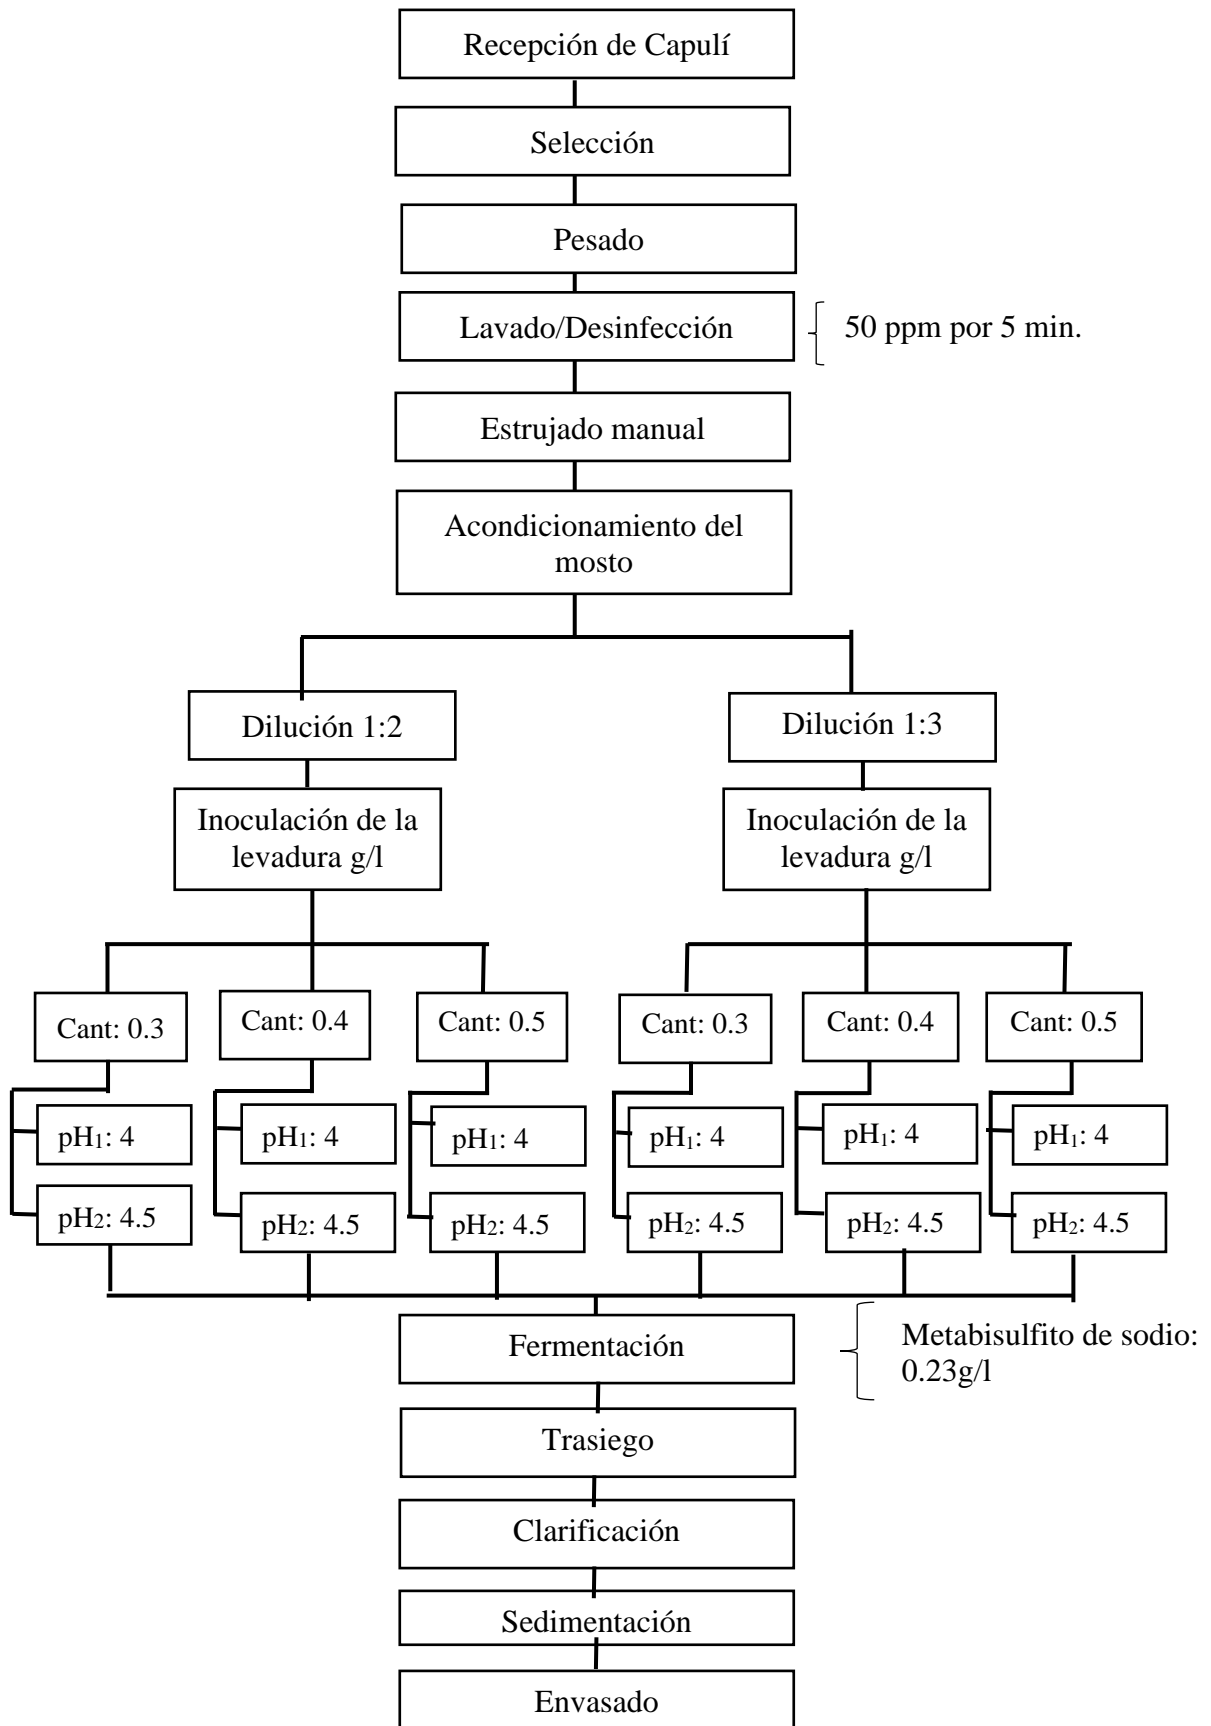 Recepción de Capulí
Selección
Pesado
Lavado/Desinfección
50 ppm por 5 min.
Estrujado manual
Acondicionamiento del
mosto
Dilución 1:2
Dilución 1:3
Inoculación de la
levadura g/l
Inoculación de la
levadura g/l
Cant: 0.3
Cant: 0.4
Cant: 0.5
Cant: 0.3
Cant: 0.4
Cant: 0.5
pH1: 4
pH1: 4
pH1: 4
pH1: 4
pH1: 4
pH1: 4
pH2: 4.5
pH2: 4.5
pH2: 4.5
pH2: 4.5
pH2: 4.5
pH2: 4.5
Fermentación
Metabisulfito de sodio:
0.23g/l
Trasiego
Clarificación
Sedimentación
Envasado